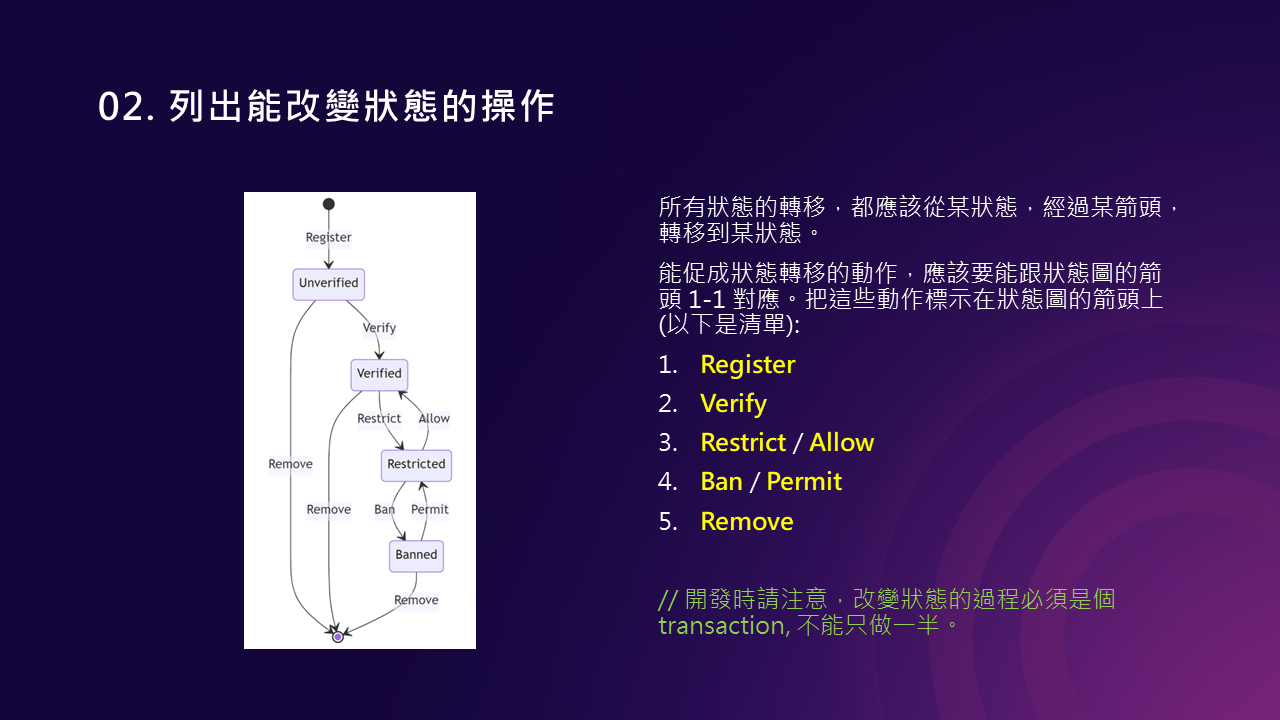 02. 列出能改變狀態的操作
Register
Unverified
Verify
Verified
Restrict
Allow
Remove
Restricted
Remove
Ban
Permit
Banned
Remove
所有狀態的轉移，都應該從某狀態，經過某箭頭，
轉移到某狀態。
能促成狀態轉移的動作，應該要能跟狀態圖的箭
頭 1-1 對應。把這些動作標示在狀態圖的箭頭上
(以下是清單):
1. Register
2. Verify
3. Restrict / Allow
4. Ban / Permit
5. Remove
// 開發時請注意，改變狀態的過程必須是個
transaction, 不能只做一半。